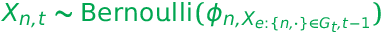 X_{n,t} ~ Bernoulli(ϕ_{n,X_{e:{n,·}∈G_t,t−1}})